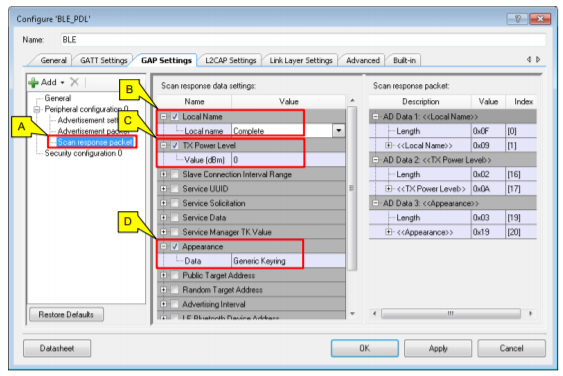 Configure 'BLE_PDL'
Name: BLE
General GATT Settings GAP Settings L2CAP Settings Link Layer Settings Advanced Built-in
Add
General
Peripheral configuration 0
Advertisement packet
Scan response packet
Security configuration 0
Restore Defaults
A
B
C
D
Scan response data settings:
Name Value
Local Name
Local name Complete
TX Power Level
Value (dBm) 0
Slave Connection Interval Range
Service UUID
Service Solicitation
Service Data
Service Manager TK Value
Appearance
Data Generic Keyring
Public Target Address
Random Target Address
Advertising Interval
LE Bluetooth Device Address
Scan response packet:
Description Value Index
AD Data 1: <<Local Name>>
Length 0x0F [0]
<<Local Name>> 0x09 [1]
AD Data 2: <<TX Power Level>>
Length 0x02 [16]
<<TX Power Level>> 0x0A [17]
AD Data 3: <<Appearance>>
Length 0x03 [19]
<<Appearance>> 0x19 [20]
Datasheet OK Apply Cancel